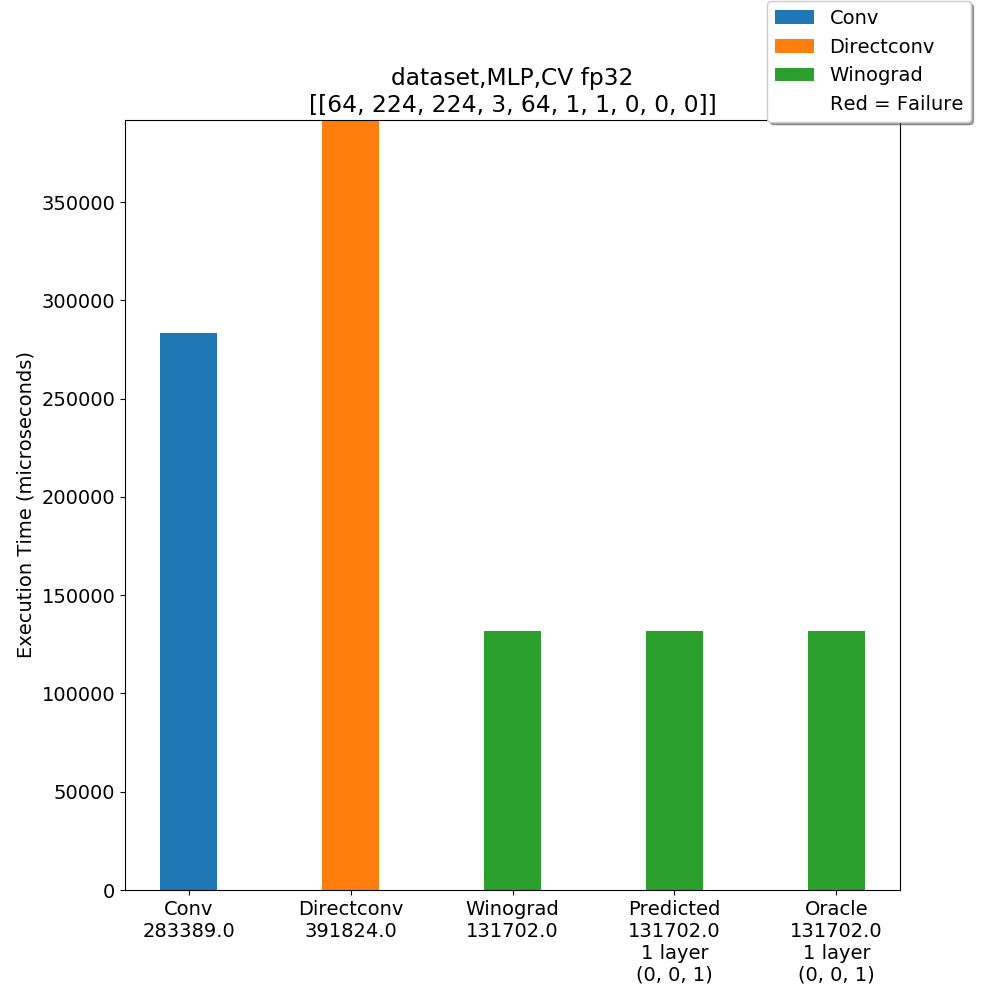 Conv
Directconv
Winograd
Red = Failure
dataset,MLP,CV fp32
[[64, 224, 224, 3, 64, 1, 1, 0, 0, 0]]
Execution Time (microseconds)
350000
300000
250000
200000
150000
100000
50000
0
Conv
283389.0
Directconv
391824.0
Winograd
131702.0
Predicted
131702.0
1 layer
(0, 0, 1)
Oracle
131702.0
1 layer
(0, 0, 1)